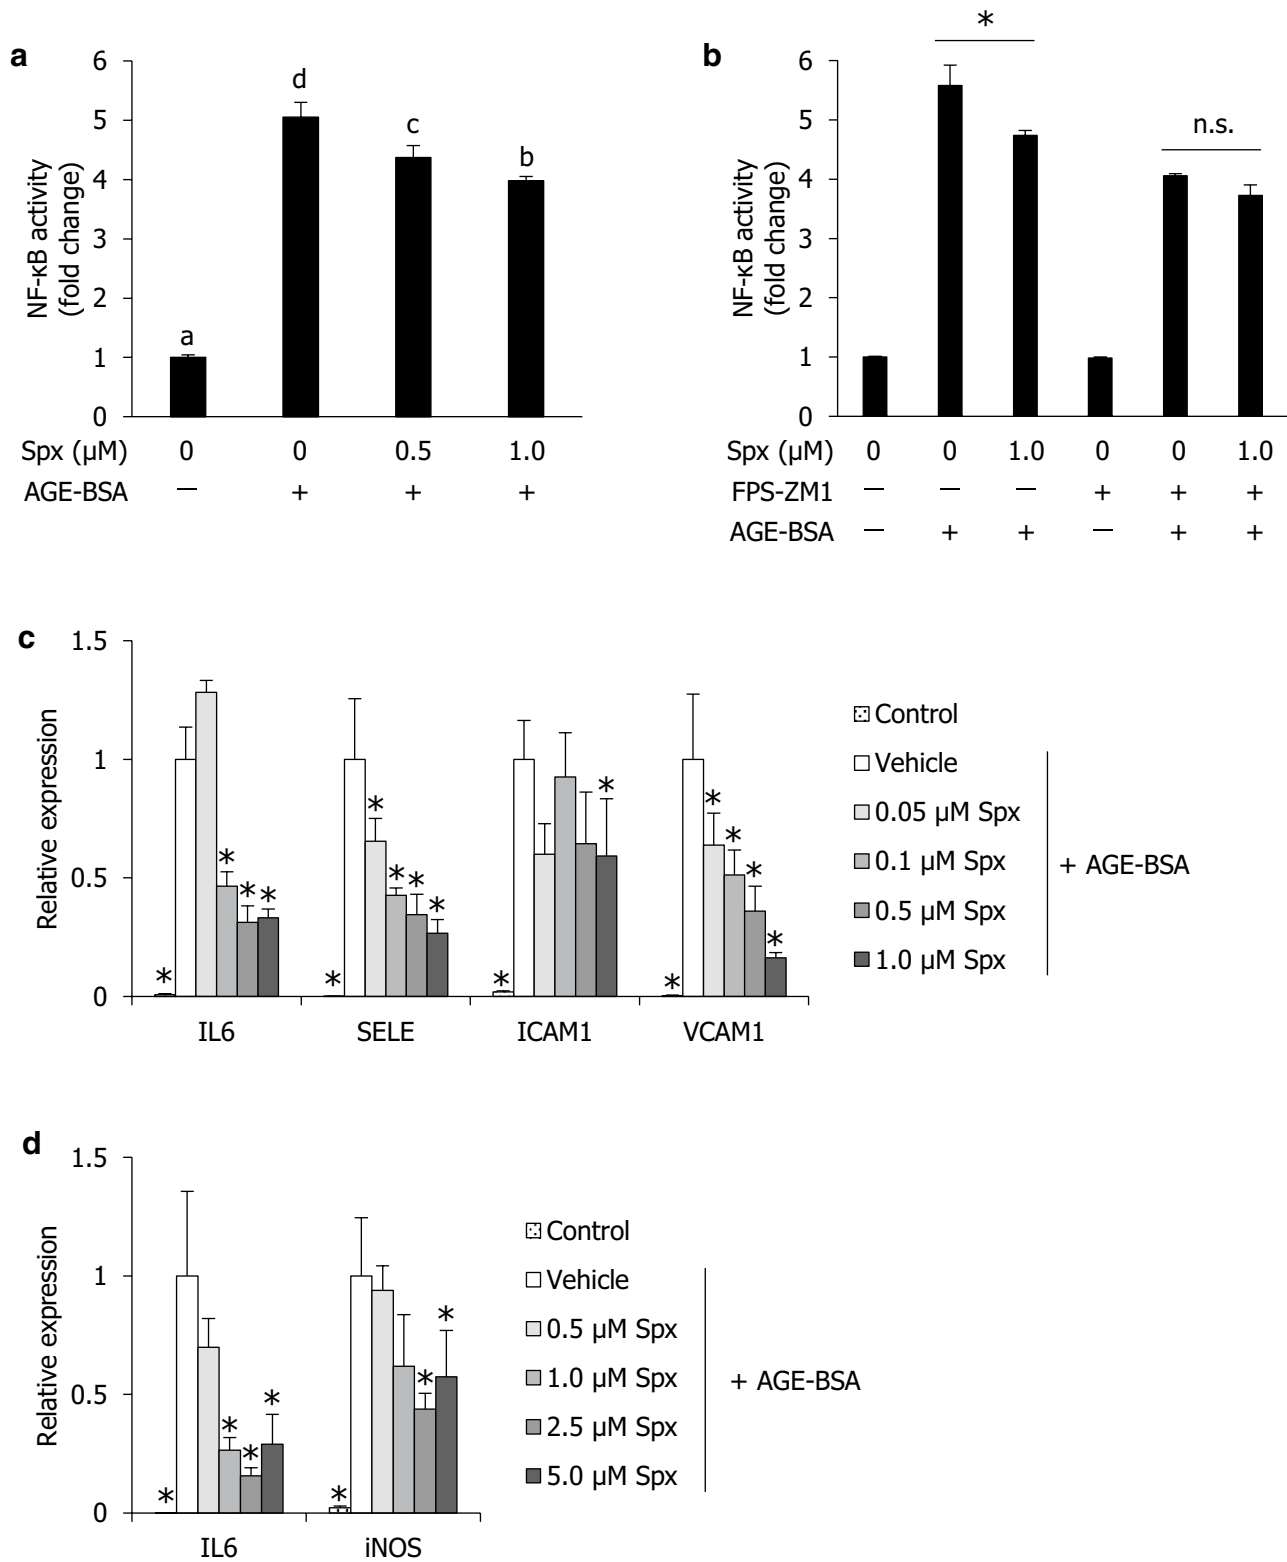 a
NF-κB activity
(fold change)
6
5
4
3
2
1
0
a
d
c
b
Spx (μM) 0 0 0.5 1.0
AGE-BSA — + + +
b
NF-κB activity
(fold change)
6
5
4
3
2
1
0
*
n.s.
Spx (μM) 0 0 1.0 0 0 1.0
FPS-ZM1 — — — + + +
AGE-BSA — + + — + +
c
Relative expression
1.5
1
0.5
0
* * * *
* * * * *
* *
* * * * *
IL6 SELE ICAM1 VCAM1
Control
Vehicle
0.05 μM Spx
0.1 μM Spx
0.5 μM Spx
1.0 μM Spx
+ AGE-BSA
d
Relative expression
1.5
1
0.5
0
* * * *
* * *
IL6 iNOS
Control
Vehicle
0.5 μM Spx
1.0 μM Spx
2.5 μM Spx
5.0 μM Spx
+ AGE-BSA